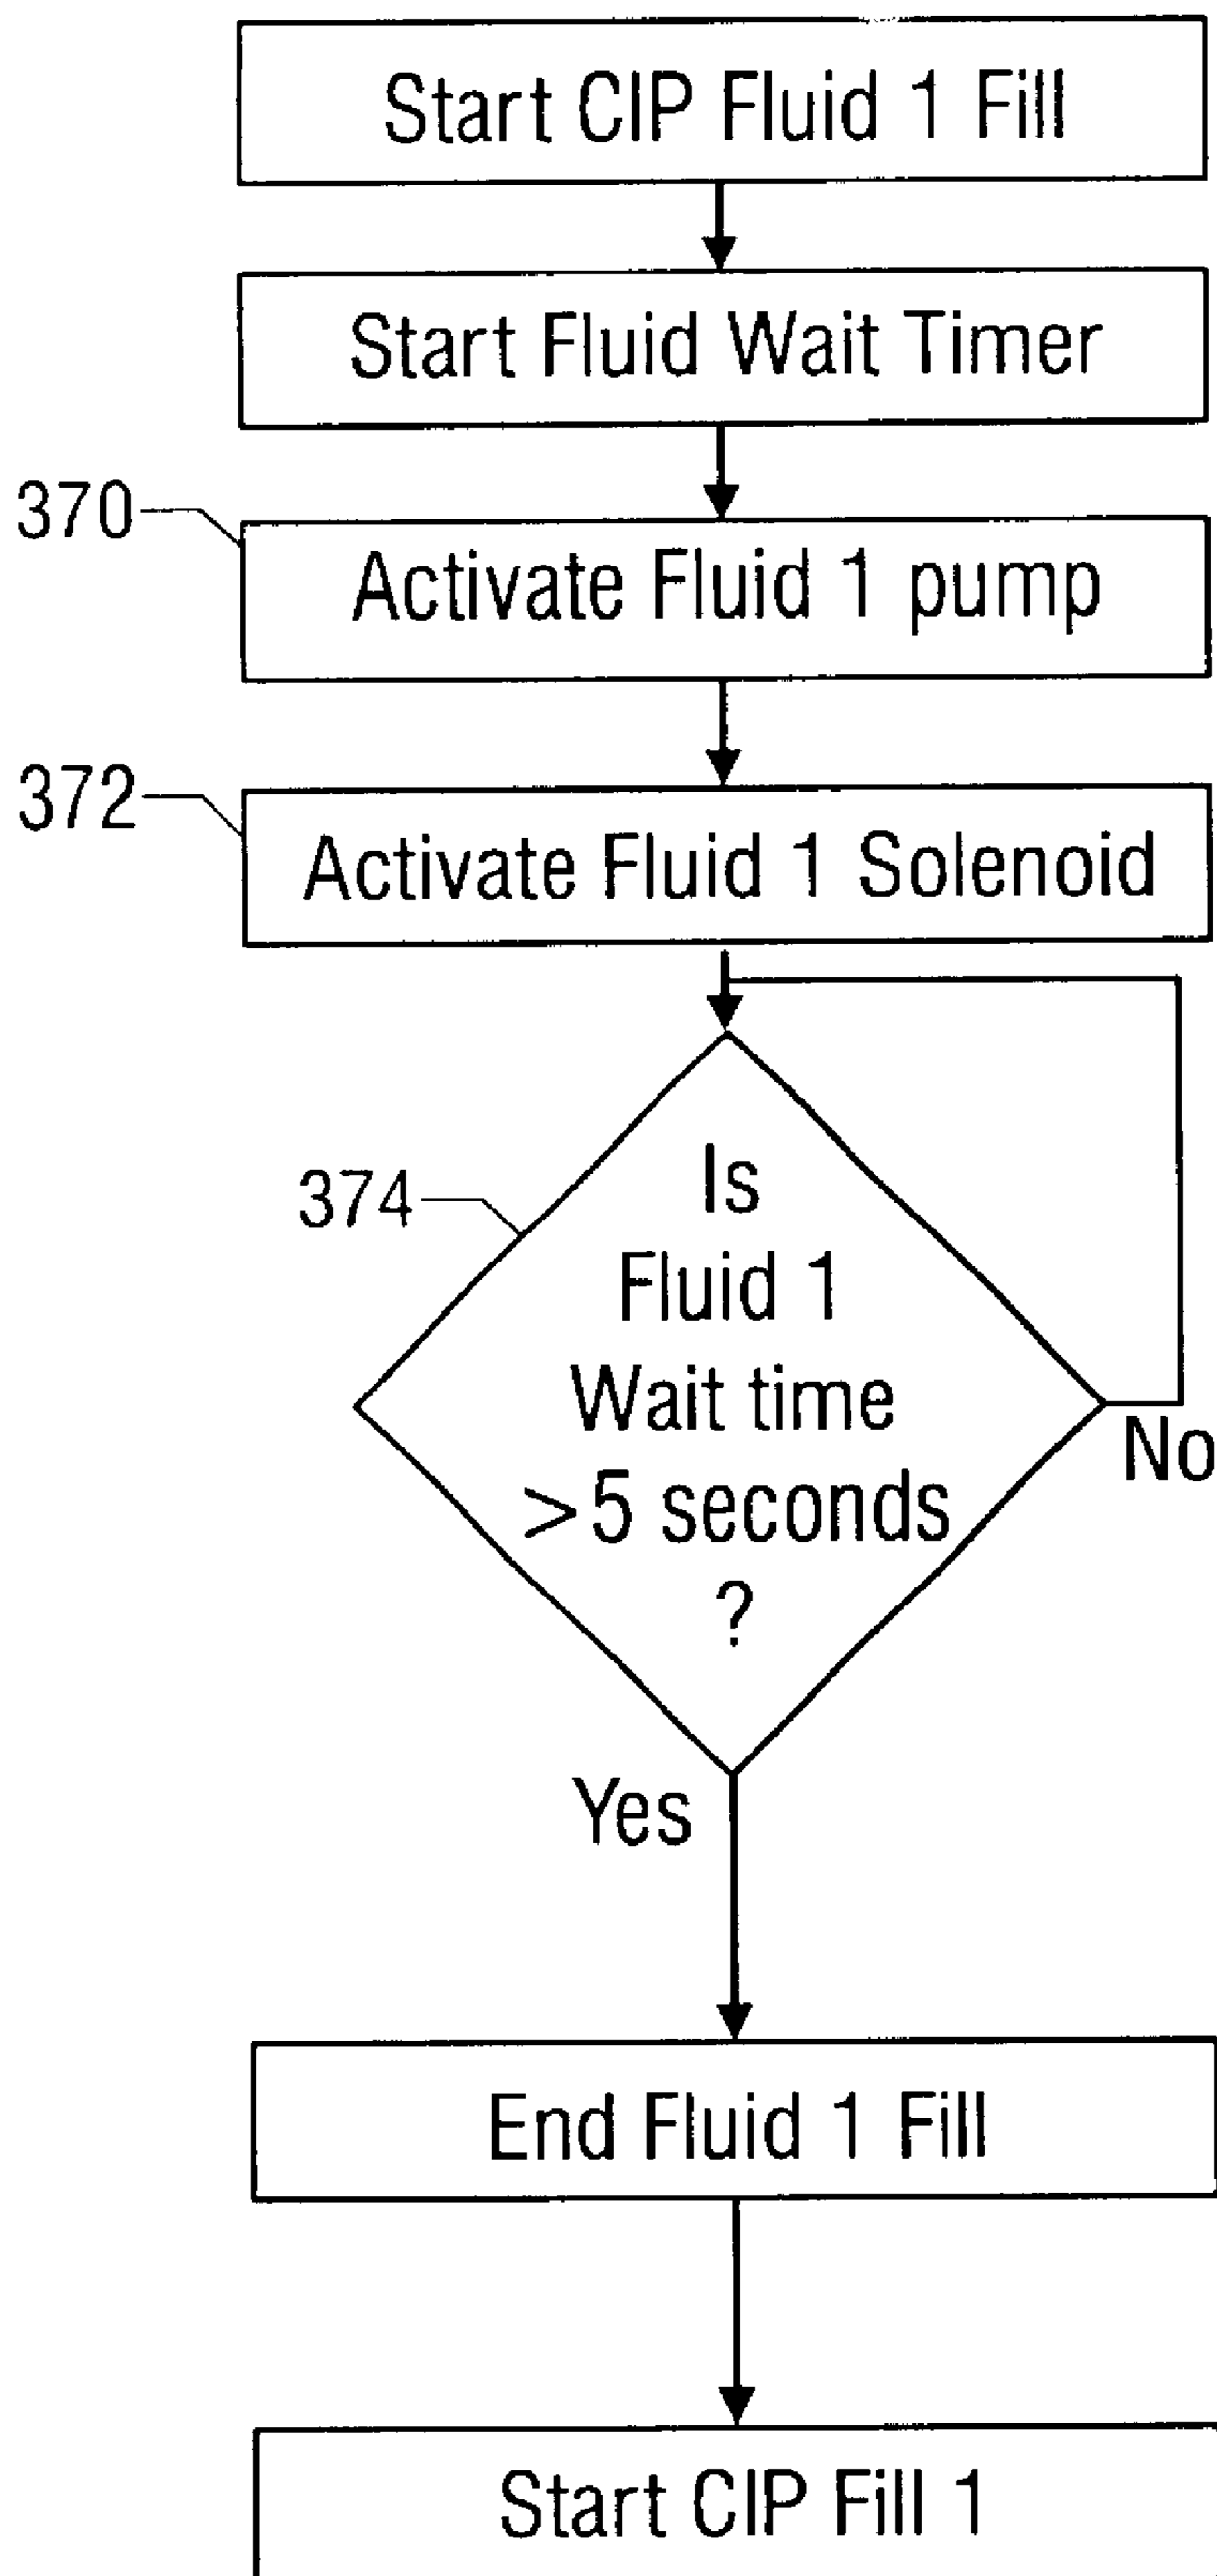 Start CIP Fluid 1 Fill
Start Fluid Wait Timer
370
Activate Fluid 1 pump
372
Activate Fluid 1 Solenoid
374
Is
Fluid 1
Wait time
>5 seconds
?
No
Yes
End Fluid 1 Fill
Start CIP Fill 1